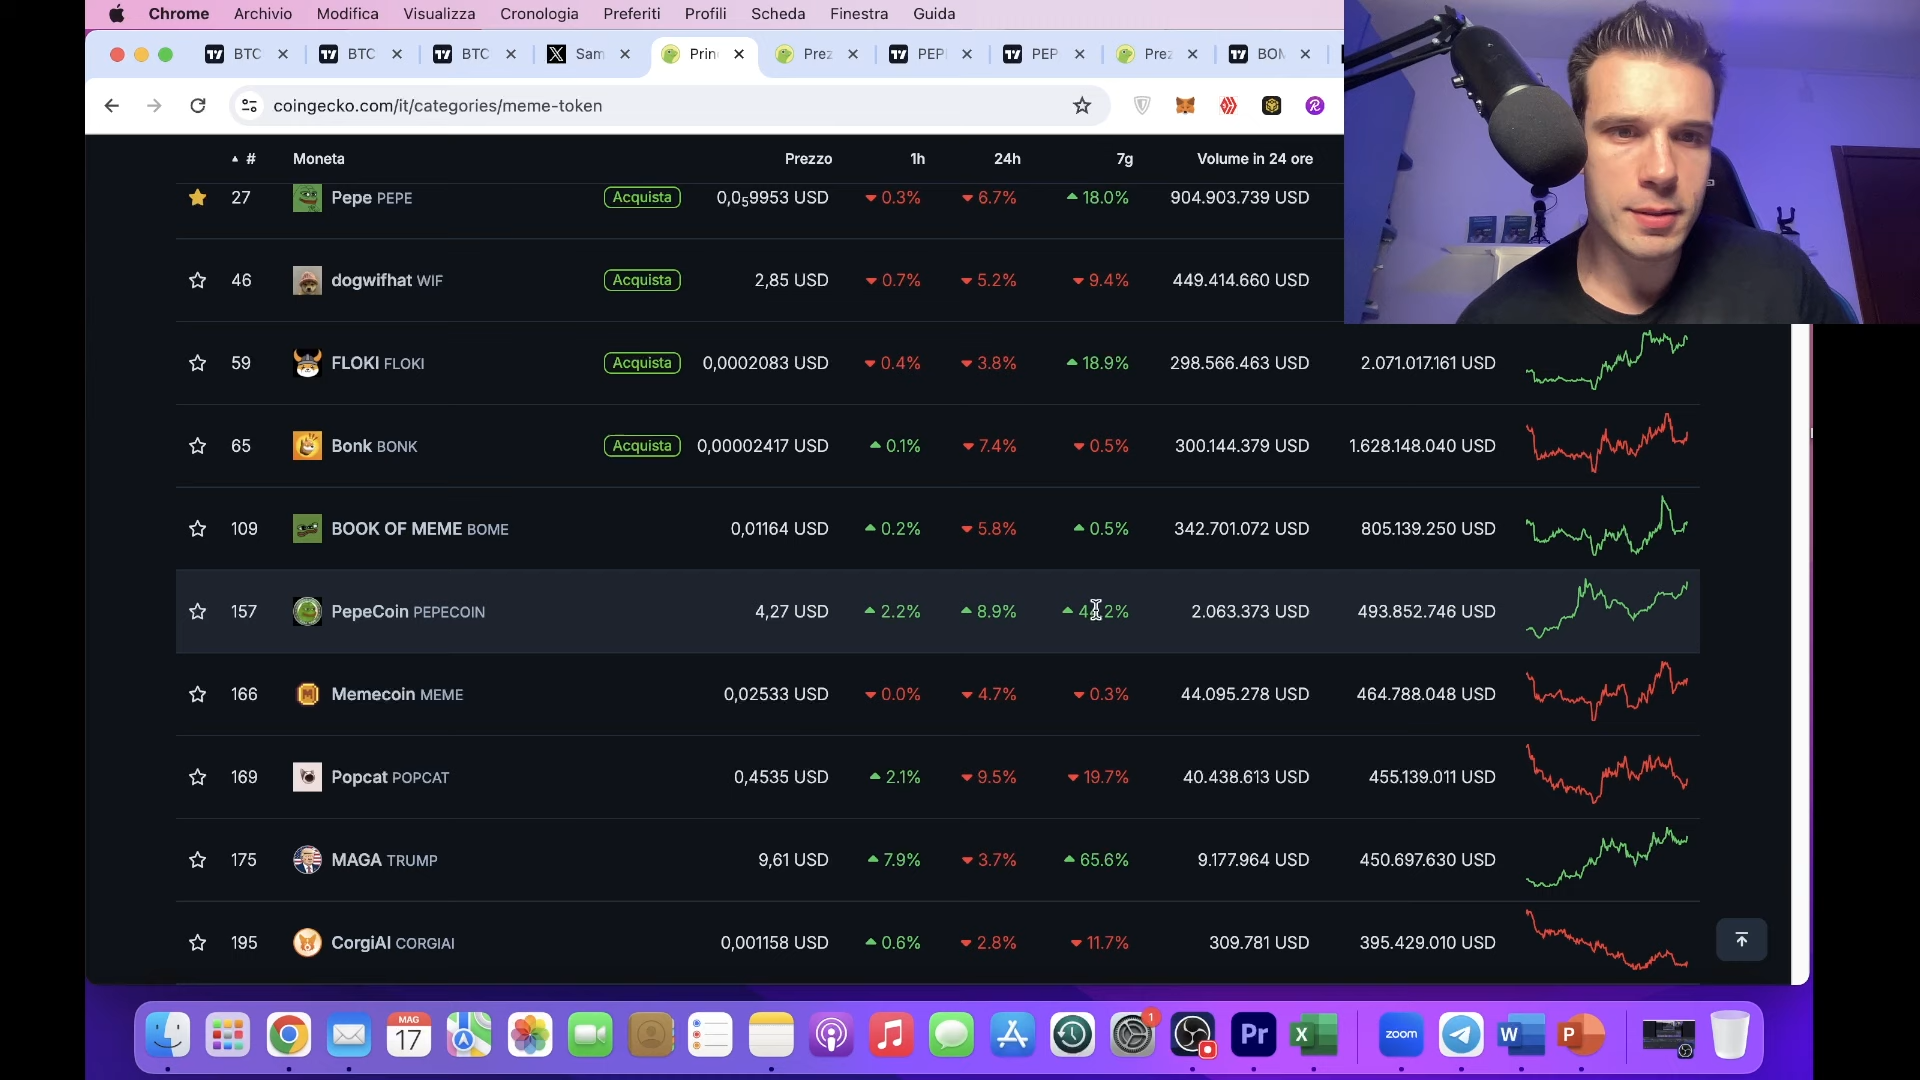 Chrome Archivio Modifica Visualizza Cronologia Preferiti Profili Scheda Finestra Guida
BTC BTC BTC Sam Prin Prez PEP PEP Prez BOM
coingecko.com/it/categories/meme-token
# Moneta Prezzo 1h 24h 7g Volume in 24 ore
27 Pepe PEPE Acquista 0,0₅9953 USD 0.3% 6.7% 18.0% 904.903.739 USD
46 dogwifhat WIF Acquista 2,85 USD 0.7% 5.2% 9.4% 449.414.660 USD
59 FLOKI FLOKI Acquista 0,0002083 USD 0.4% 3.8% 18.9% 298.566.463 USD 2.071.017.161 USD
65 Bonk BONK Acquista 0,00002417 USD 0.1% 7.4% 0.5% 300.144.379 USD 1.628.148.040 USD
109 BOOK OF MEME BOME 0,01164 USD 0.2% 5.8% 0.5% 342.701.072 USD 805.139.250 USD
157 PepeCoin PEPECOIN 4,27 USD 2.2% 8.9% 2.063.373 USD 493.852.746 USD
166 Memecoin MEME 0,02533 USD 0.0% 4.7% 0.3% 44.095.278 USD 464.788.048 USD
169 Popcat POPCAT 0,4535 USD 2.1% 9.5% 19.7% 40.438.613 USD 455.139.011 USD
175 MAGA TRUMP 9,61 USD 7.9% 3.7% 65.6% 9.177.964 USD 450.697.630 USD
195 CorgiAI CORGIAI 0,001158 USD 0.6% 2.8% 11.7% 309.781 USD 395.429.010 USD
MAG
17
1
Pr
X
zoom
W
P